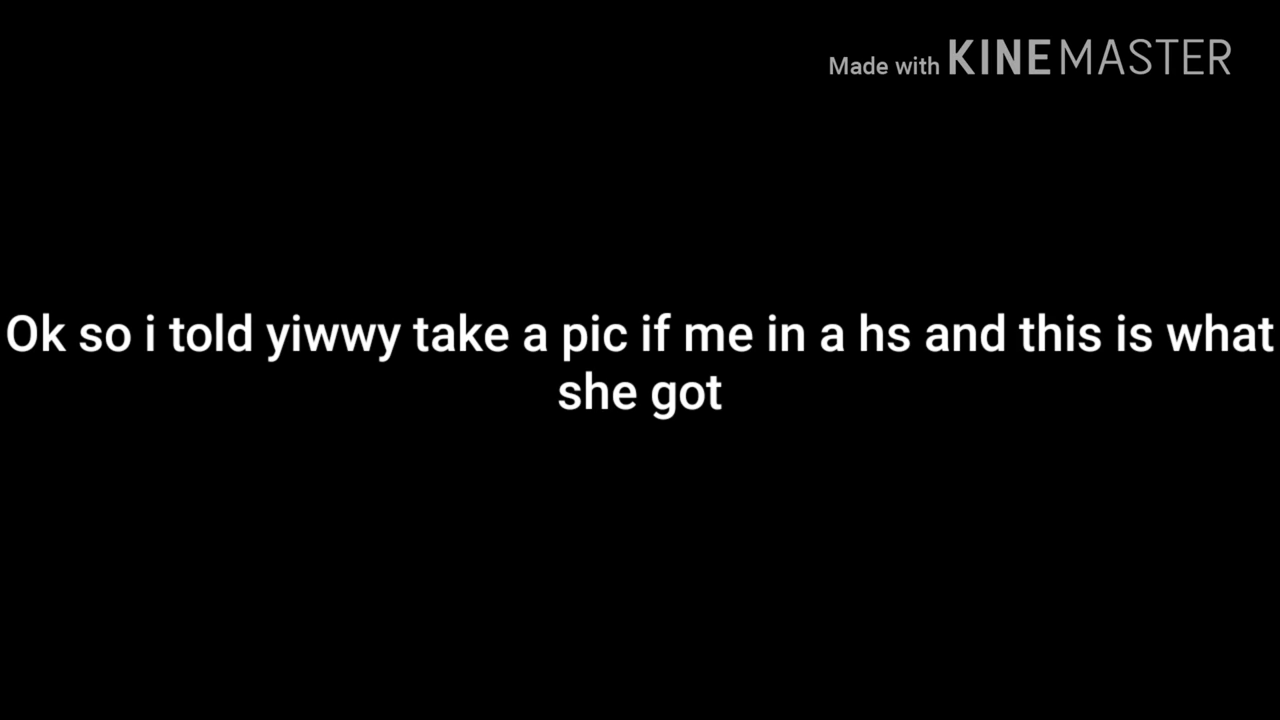 Made with KINEMASTER
Ok so i told yiwwy take a pic if me in a hs and this is what
she got